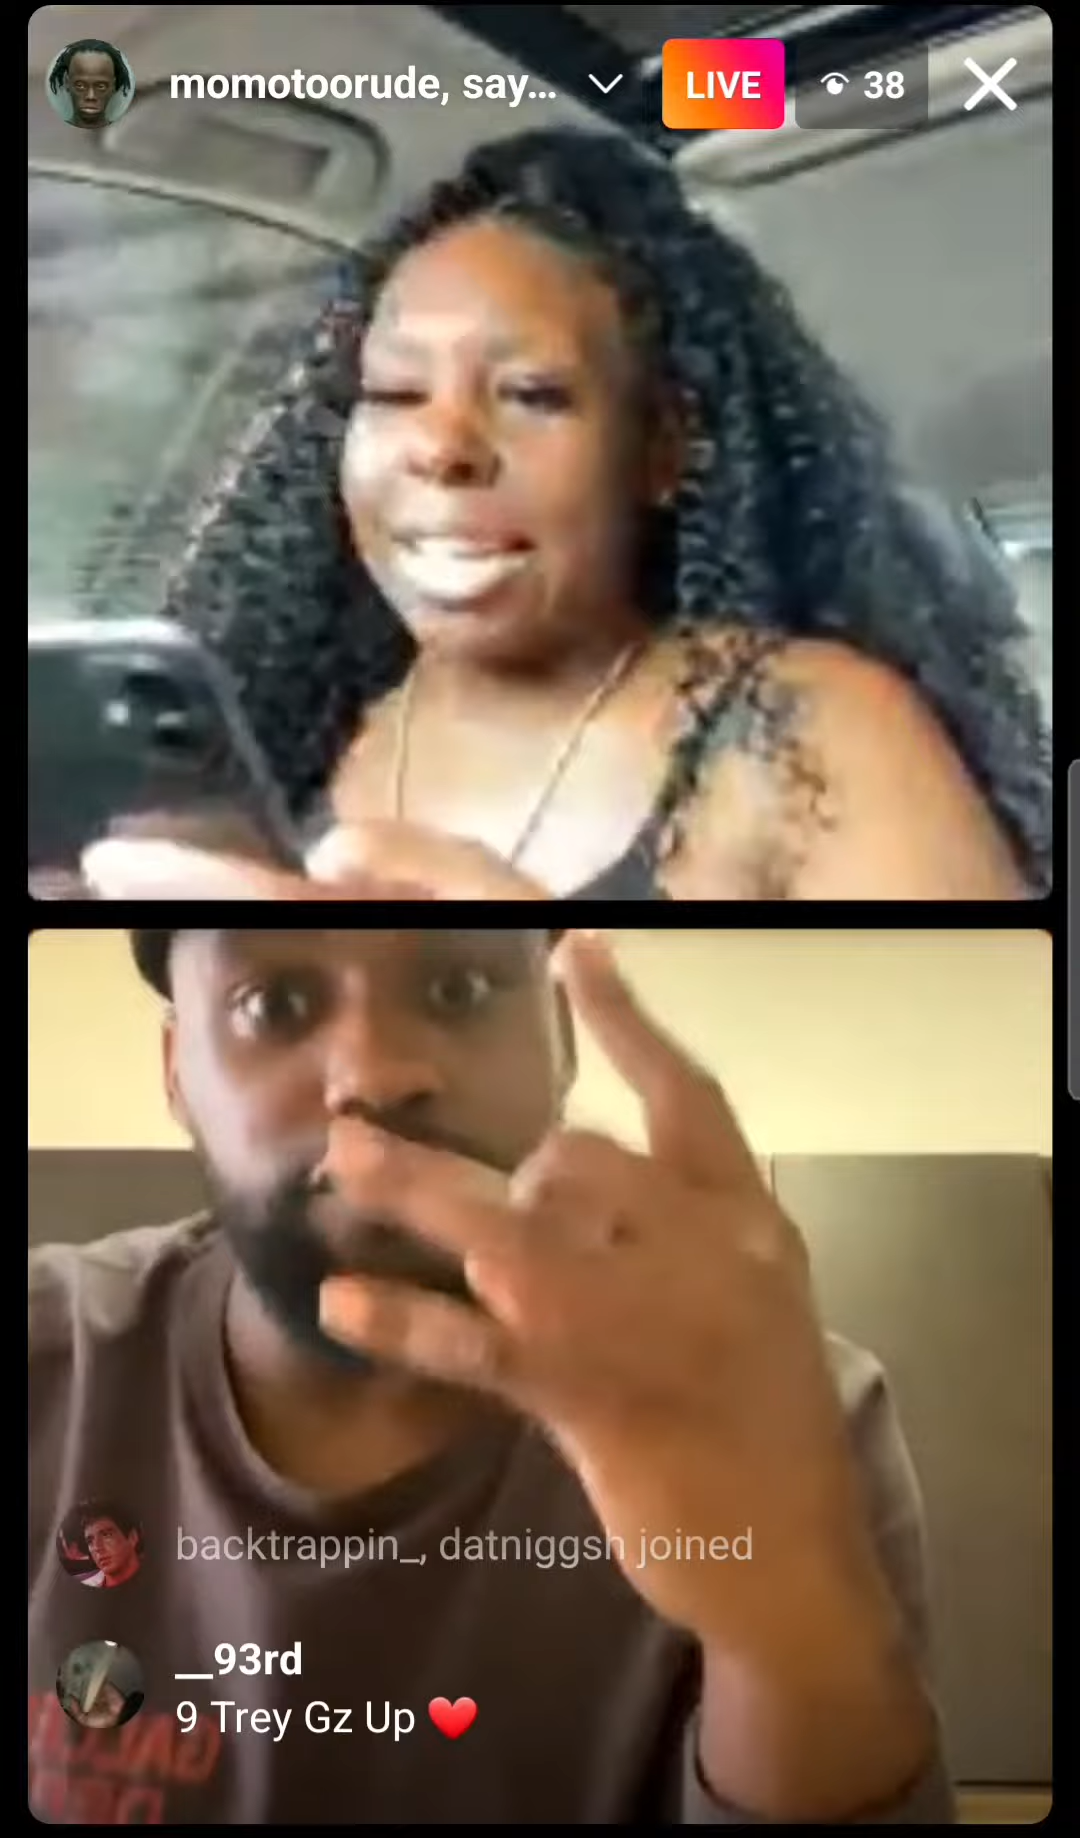 momotoorude, say...
LIVE
38
backtrappin_, datniggsh joined
__93rd
9 Trey Gz Up ❤️